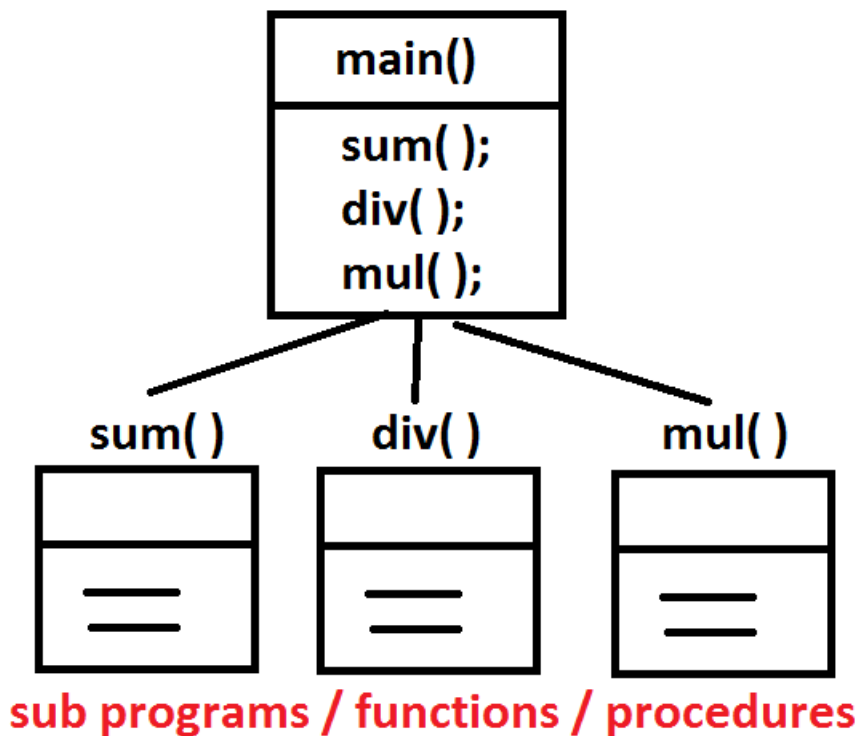 main()
sum( );
div( );
mul( );
sum( )
div( )
mul( )
sub programs / functions / procedures